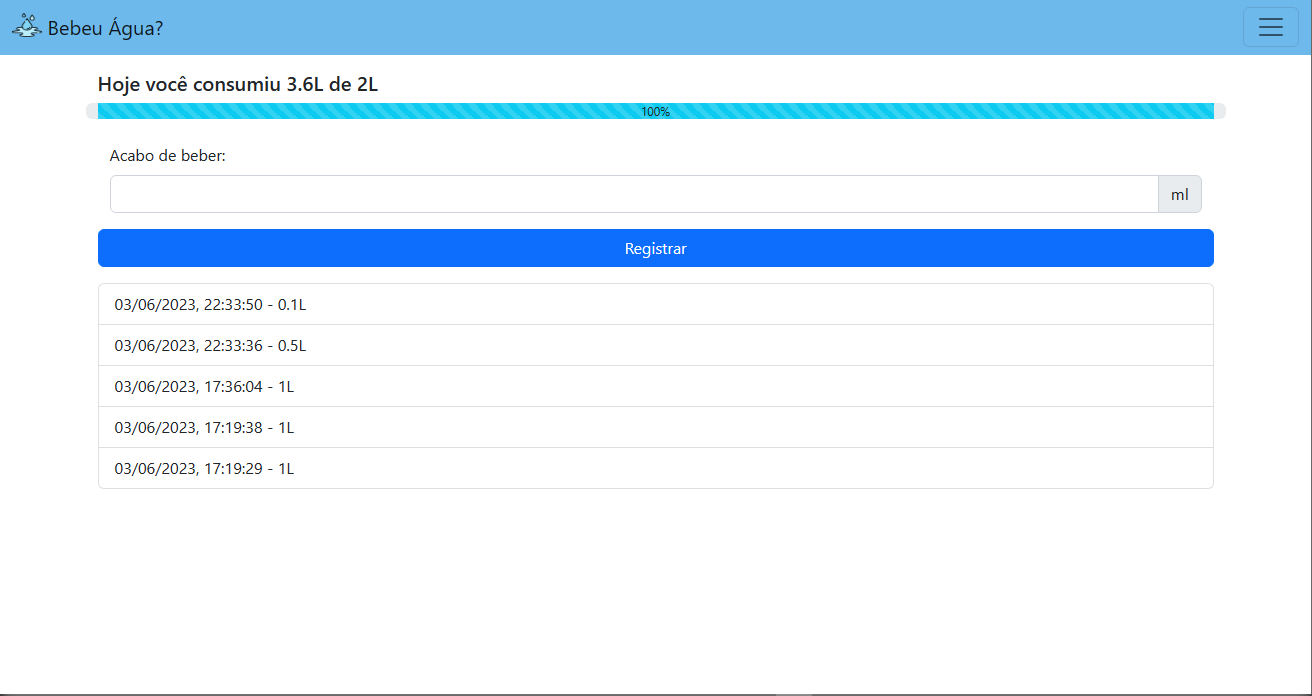 Bebeu Água?
Hoje você consumiu 3.6L de 2L
100%
Acabo de beber:
ml
Registrar
03/06/2023, 22:33:50 - 0.1L
03/06/2023, 22:33:36 - 0.5L
03/06/2023, 17:36:04 - 1L
03/06/2023, 17:19:38 - 1L
03/06/2023, 17:19:29 - 1L